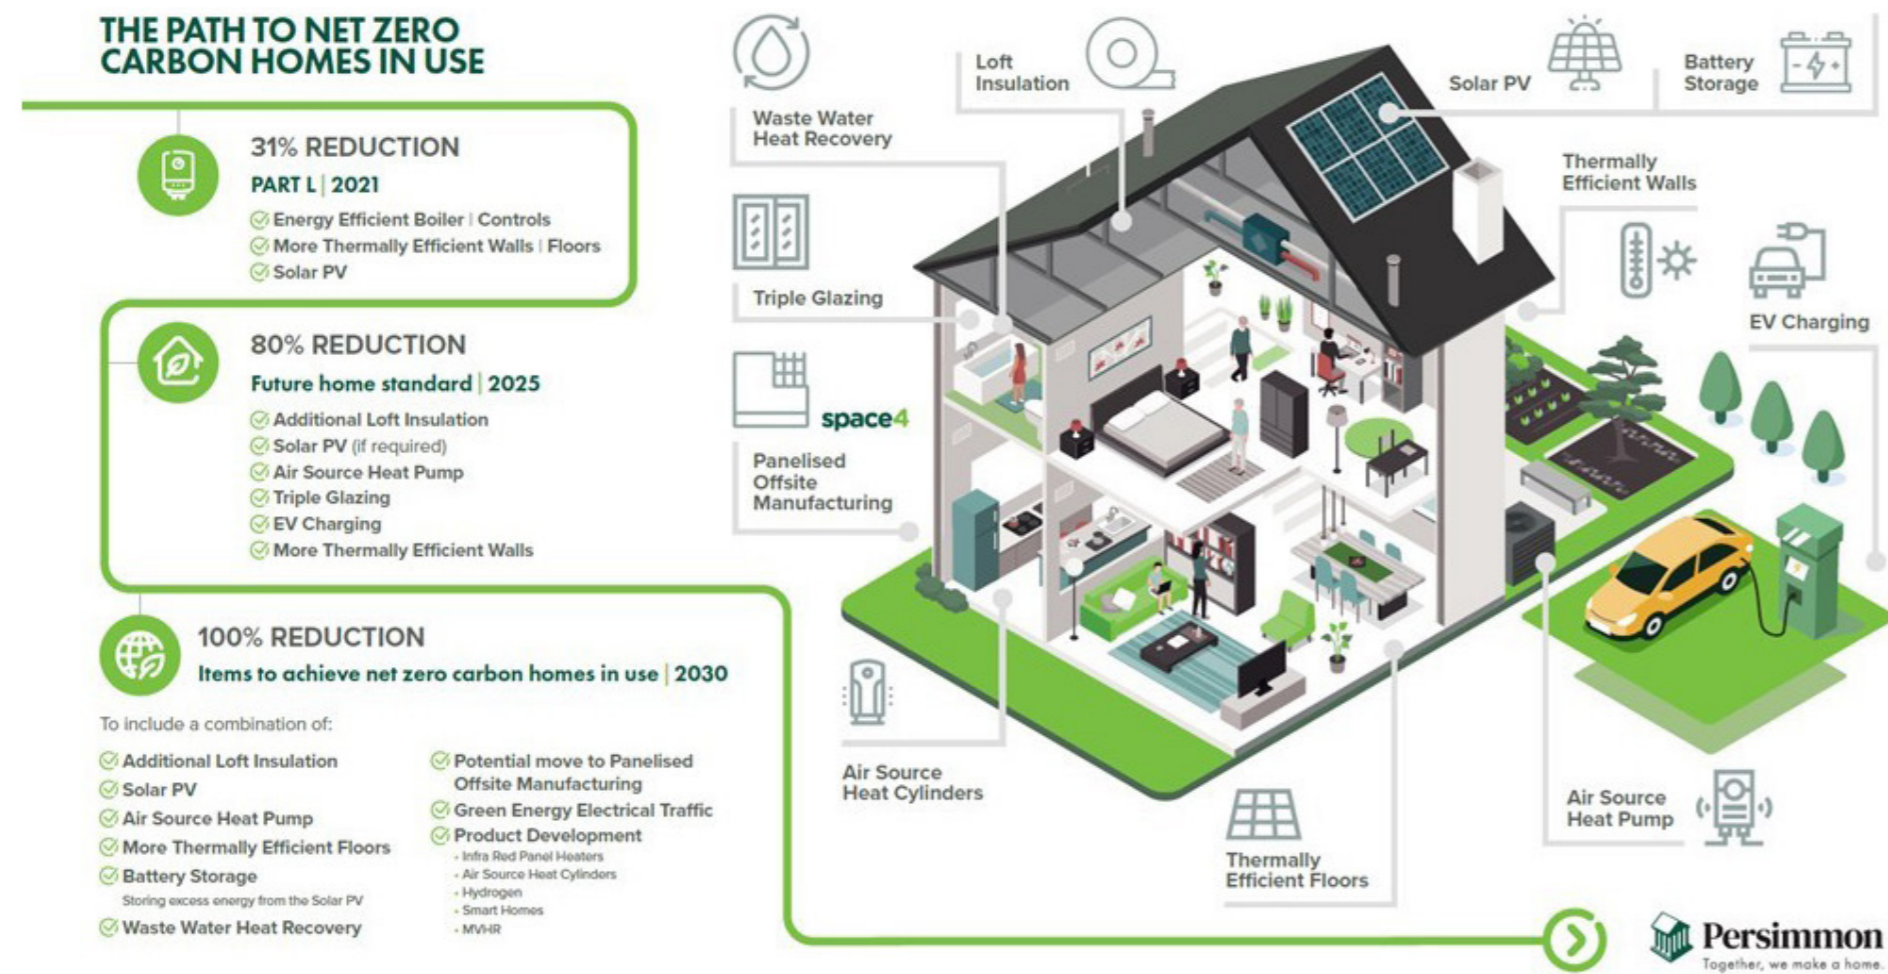 THE PATH TO NET ZERO
CARBON HOMES IN USE
31% REDUCTION
PART L | 2021
Energy Efficient Boiler | Controls
More Thermally Efficient Walls | Floors
Solar PV
80% REDUCTION
Future home standard | 2025
Additional Loft Insulation
Solar PV (if required)
Air Source Heat Pump
Triple Glazing
EV Charging
More Thermally Efficient Walls
100% REDUCTION
Items to achieve net zero carbon homes in use | 2030
To include a combination of:
Additional Loft Insulation
Solar PV
Air Source Heat Pump
More Thermally Efficient Floors
Battery Storage
Storing excess energy from the Solar PV
Waste Water Heat Recovery
Potential move to Panelised
Offsite Manufacturing
Green Energy Electrical Traffic
Product Development
- Infra Red Panel Heaters
- Air Source Heat Cylinders
- Hydrogen
- Smart Homes
- MVHR
Waste Water
Heat Recovery
Loft
Insulation
Solar PV
Battery
Storage
Triple Glazing
Thermally
Efficient Walls
EV Charging
space4
Panelised
Offsite
Manufacturing
Air Source
Heat Cylinders
Thermally
Efficient Floors
Air Source
Heat Pump
Persimmon
Together, we make a home.